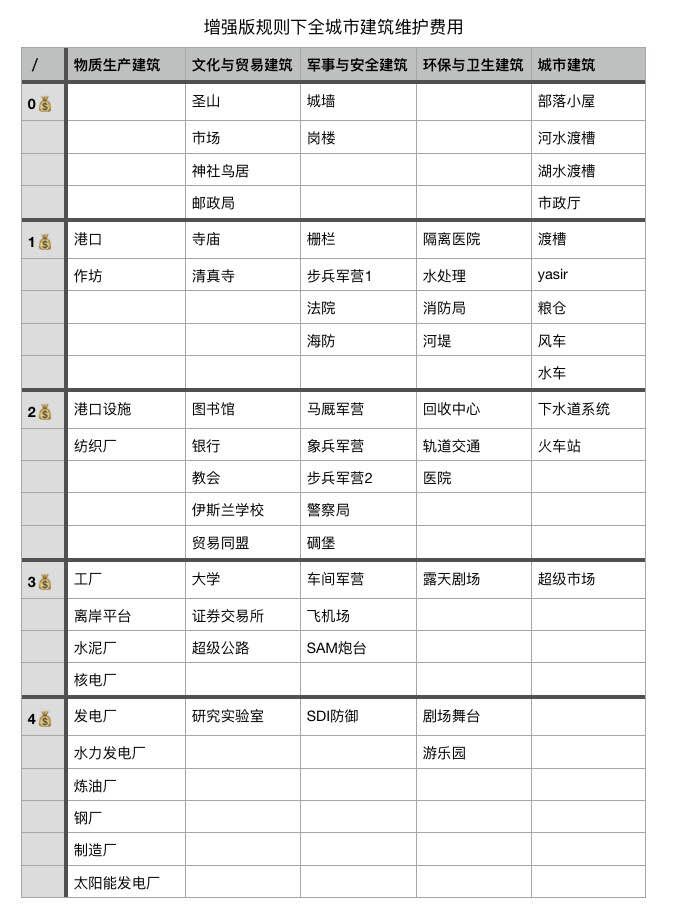 增强版规则下全城市建筑维护费用
/ 物质生产建筑 文化与贸易建筑 军事与安全建筑 环保与卫生建筑 城市建筑
0 圣山 城墙 部落小屋
市场 岗楼 河水渡槽
神社鸟居 湖水渡槽
邮政局 市政厅
1 港口 寺庙 栅栏 隔离医院 渡槽
作坊 清真寺 步兵军营1 水处理 yasir
法院 消防局 粮仓
海防 河堤 风车
水车
2 港口设施 图书馆 马厩军营 回收中心 下水道系统
纺织厂 银行 象兵军营 轨道交通 火车站
教会 步兵军营2 医院
伊斯兰学校 警察局
贸易同盟 碉堡
3 工厂 大学 车间军营 露天剧场 超级市场
离岸平台 证券交易所 飞机场
水泥厂 超级公路 SAM炮台
核电厂
4 发电厂 研究实验室 SDI防御 剧场舞台
水力发电厂 游乐园
炼油厂
钢厂
制造厂
太阳能发电厂